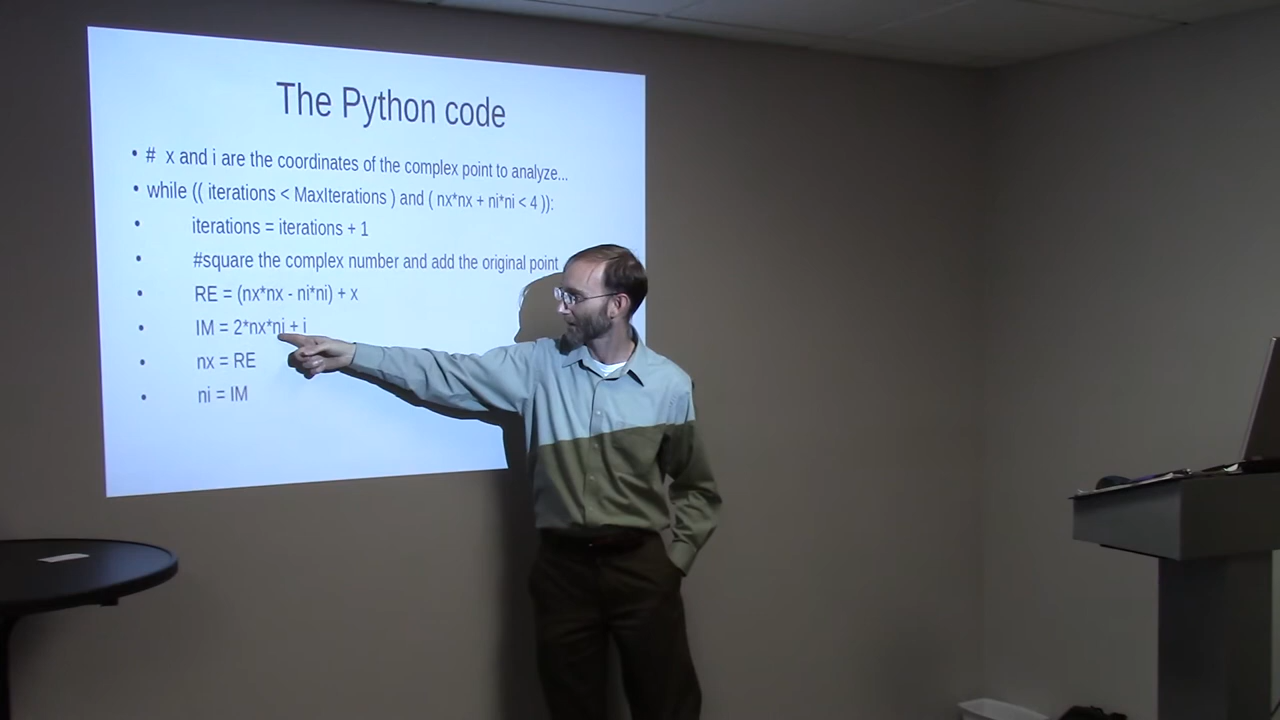 The Python code
• # x and i are the coordinates of the complex point to analyze...
• while (( iterations < MaxIterations ) and ( nx*nx + ni*ni < 4 )):
• iterations = iterations + 1
• #square the complex number and add the original point
• RE = (nx*nx - ni*ni) + x
• IM = 2*nx*ni + i
• nx = RE
• ni = IM